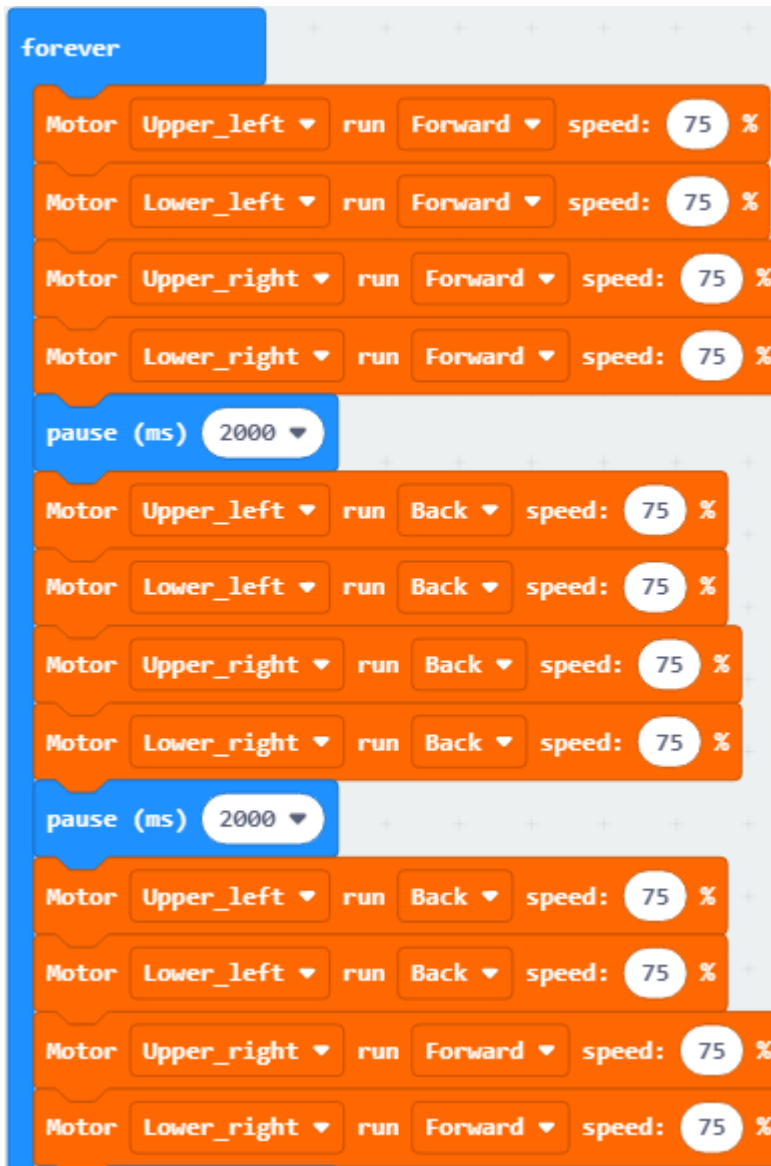 forever
Motor Upper_left run Forward speed: 75 %
Motor Lower_left run Forward speed: 75 %
Motor Upper_right run Forward speed: 75 %
Motor Lower_right run Forward speed: 75 %
pause (ms) 2000
Motor Upper_left run Back speed: 75 %
Motor Lower_left run Back speed: 75 %
Motor Upper_right run Back speed: 75 %
Motor Lower_right run Back speed: 75 %
pause (ms) 2000
Motor Upper_left run Back speed: 75 %
Motor Lower_left run Back speed: 75 %
Motor Upper_right run Forward speed: 75 %
Motor Lower_right run Forward speed: 75 %